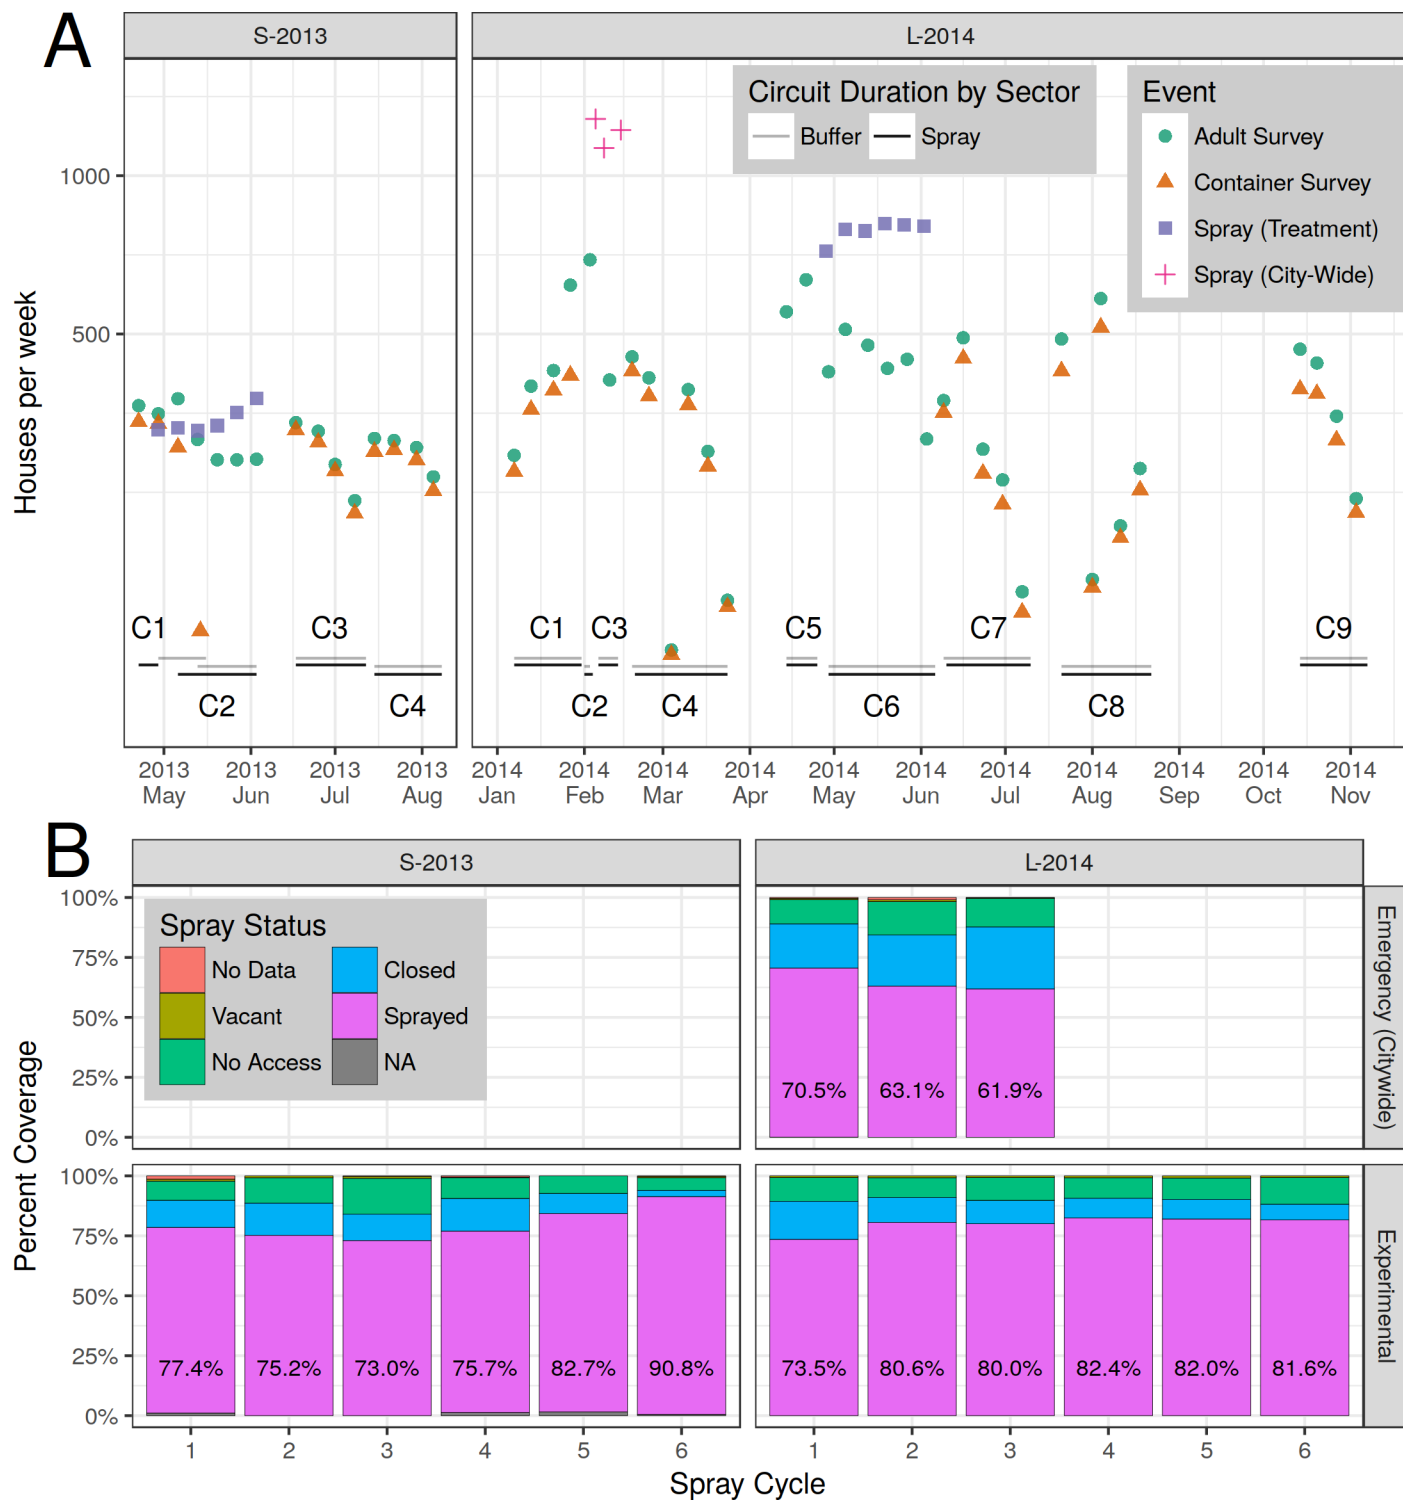 A
S-2013
L-2014
Circuit Duration by Sector
Buffer
Spray
Event
Adult Survey
Container Survey
Spray (Treatment)
Spray (City-Wide)
Houses per week
1000
500
C1
C3
C1
C3
C5
C7
C9
C2
C4
C2
C4
C6
C8
2013
May
2013
Jun
2013
Jul
2013
Aug
2014
Jan
2014
Feb
2014
Mar
2014
Apr
2014
May
2014
Jun
2014
Jul
2014
Aug
2014
Sep
2014
Oct
2014
Nov
B
S-2013
L-2014
Percent Coverage
100%
75%
50%
25%
0%
Spray Status
No Data
Closed
Vacant
Sprayed
No Access
NA
70.5%
63.1%
61.9%
Emergency (Citywide)
100%
75%
50%
25%
0%
77.4%
75.2%
73.0%
75.7%
82.7%
90.8%
73.5%
80.6%
80.0%
82.4%
82.0%
81.6%
Experimental
1
2
3
4
5
6
1
2
3
4
5
6
Spray Cycle